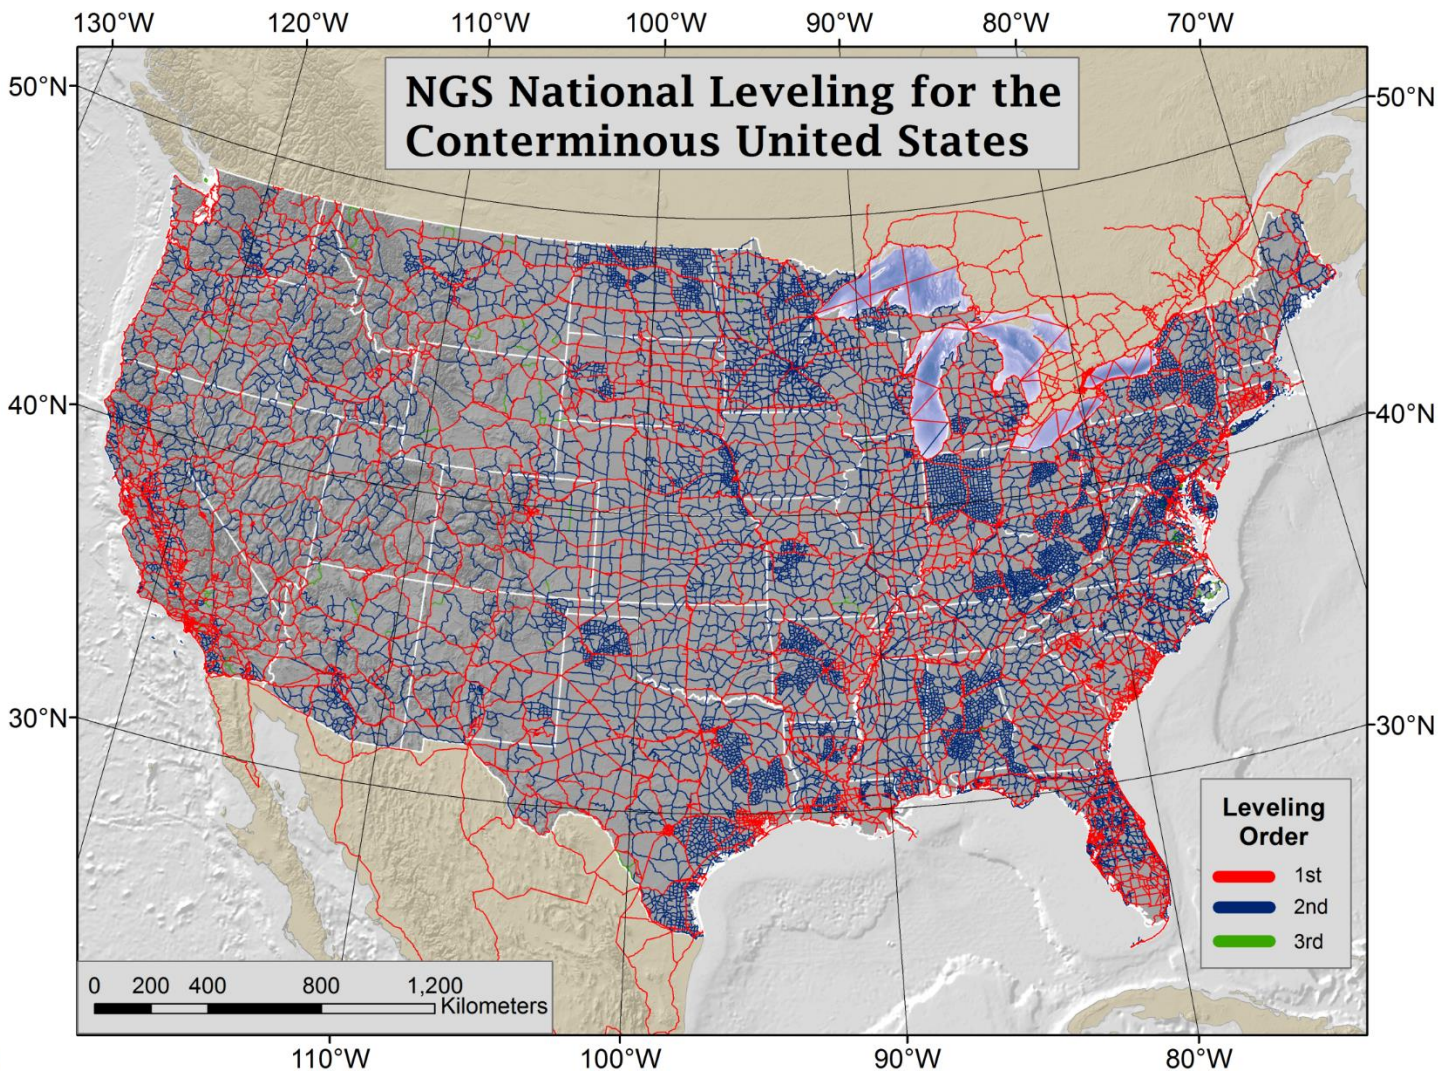 130°W 120°W 110°W 100°W 90°W 80°W 70°W
NGS National Leveling for the
Conterminous United States
50°N 50°N
40°N 40°N
30°N 30°N
Leveling
Order
1st
2nd
3rd
0 200 400 800 1,200
Kilometers
110°W 100°W 90°W 80°W